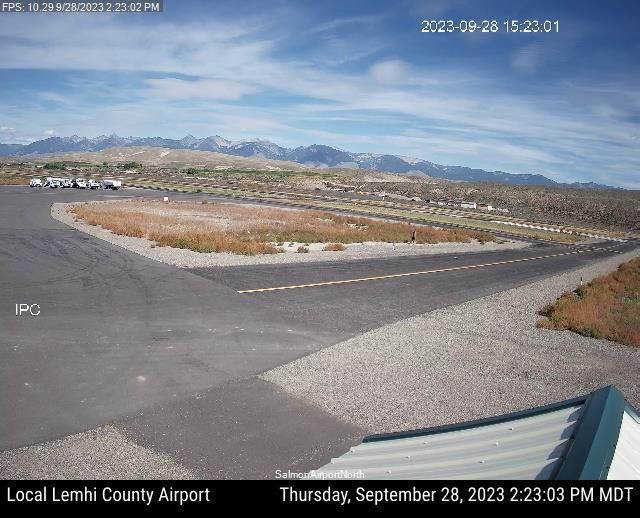 FPS: 10.29 9/28/2023 2:23:02 PM
2023-09-28 15:23:01
IPC
SalmonAirportNorth
Local Lemhi County Airport Thursday, September 28, 2023 2:23:03 PM MDT